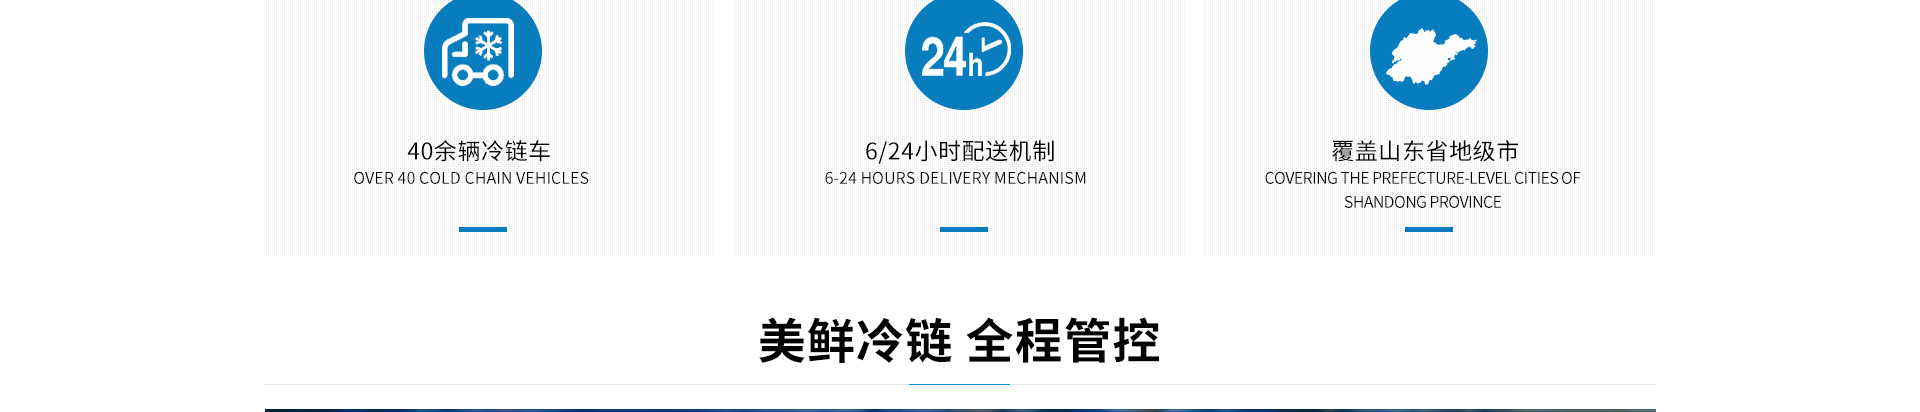 24h
40余辆冷链车
OVER 40 COLD CHAIN VEHICLES
6/24小时配送机制
6-24 HOURS DELIVERY MECHANISM
覆盖山东省地级市
COVERING THE PREFECTURE-LEVEL CITIES OF
SHANDONG PROVINCE
美鲜冷链 全程管控